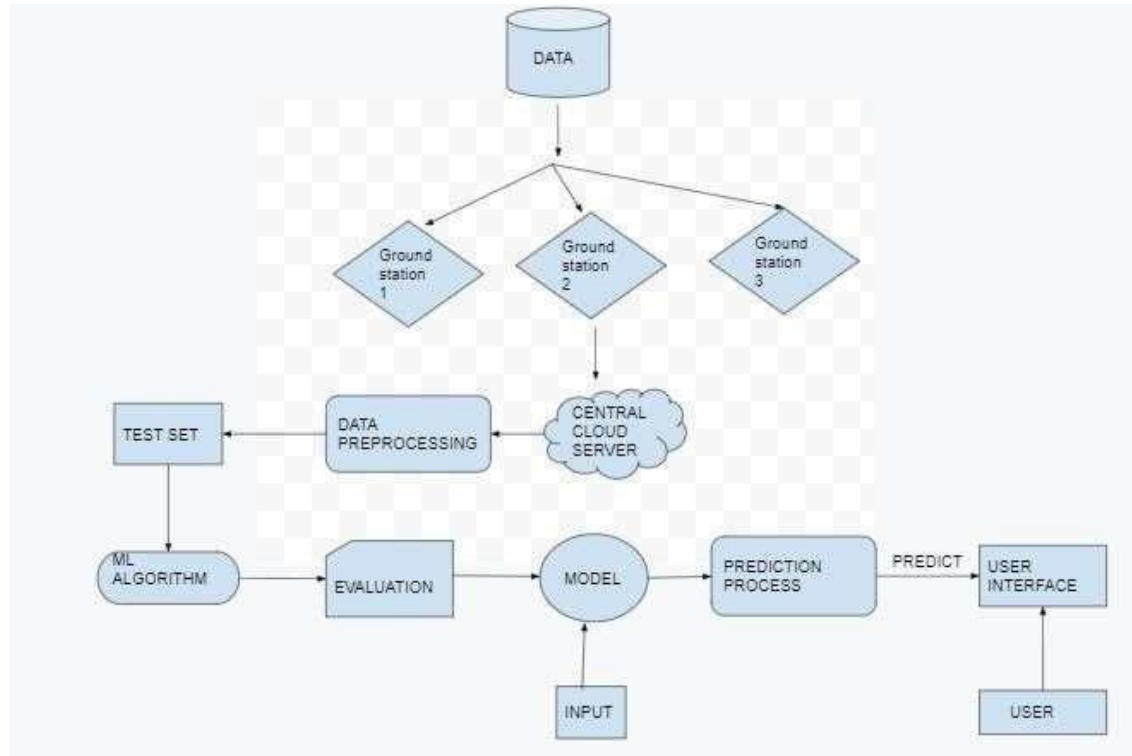 DATA
Ground
station
1
Ground
station
2
Ground
station
3
CENTRAL
CLOUD
SERVER
DATA
PREPROCESSING
TEST SET
ML
ALGORITHM
EVALUATION
MODEL
PREDICTION
PROCESS
PREDICT
USER
INTERFACE
INPUT
USER